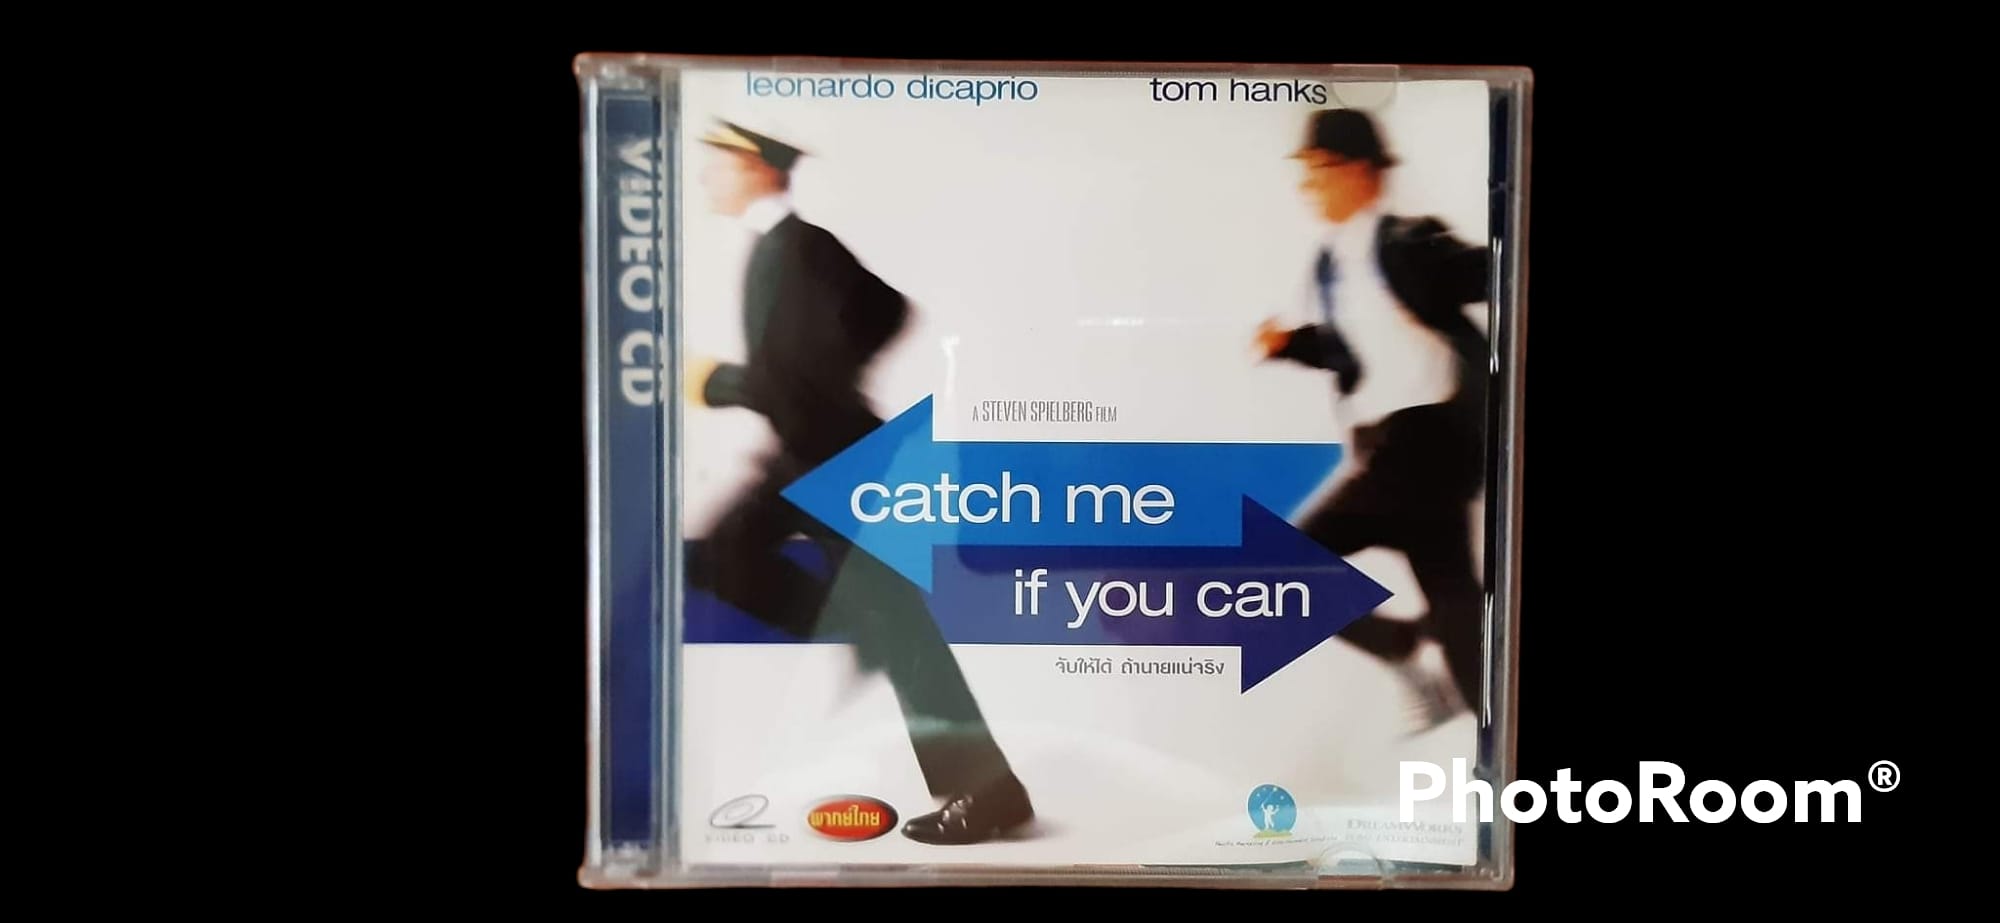 leonardo dicaprio tom hanks
VIDEO CD
A STEVEN SPIELBERG FILM
catch me
if you can
จับให้ได้ ถ้านายแน่จริง
พากย์ไทย
VIDEO CD
DREAMWORKS
HOME ENTERTAINMENT
PhotoRoom®